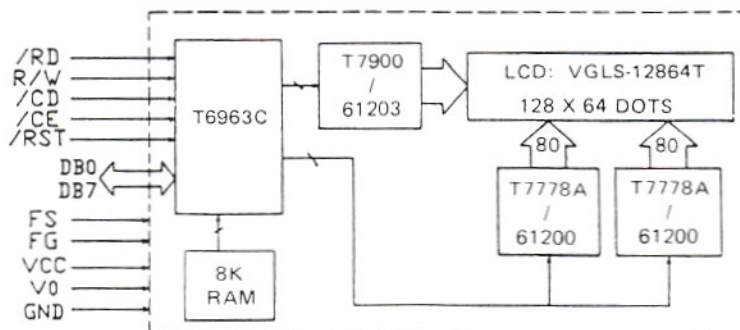 /RD
R/W
/CD
/CE
/RST
DB0
DB7
FS
FG
VCC
V0
GND
T6963C
8K
RAM
T7900
/
61203
LCD: VGLS-12864T
128 X 64 DOTS
80
80
T7778A
/
61200
T7778A
/
61200